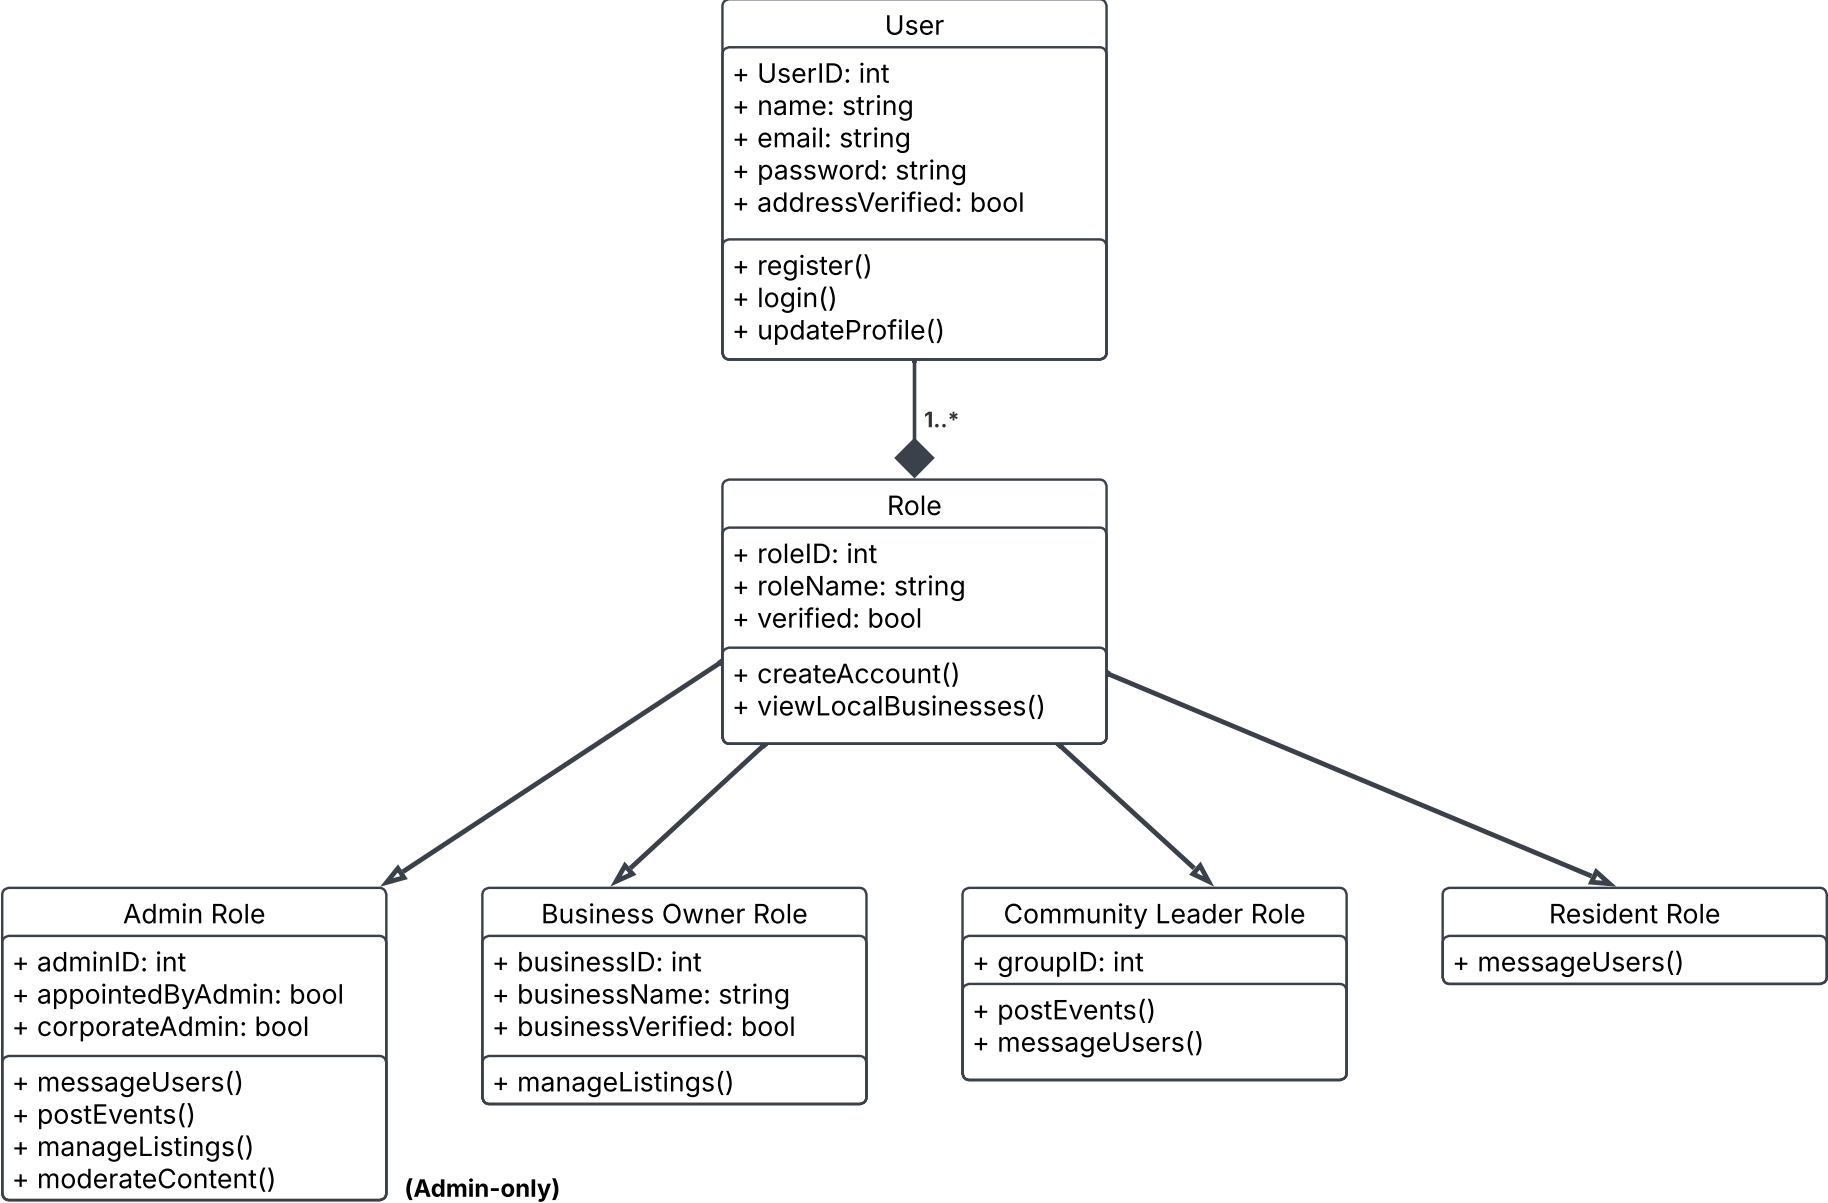 User
+ UserID: int
+ name: string
+ email: string
+ password: string
+ addressVerified: bool
+ register()
+ login()
+ updateProfile()
1..*
Role
+ roleID: int
+ roleName: string
+ verified: bool
+ createAccount()
+ viewLocalBusinesses()
Admin Role
+ adminID: int
+ appointedByAdmin: bool
+ corporateAdmin: bool
+ messageUsers()
+ postEvents()
+ manageListings()
+ moderateContent()
(Admin-only)
Business Owner Role
+ businessID: int
+ businessName: string
+ businessVerified: bool
+ manageListings()
Community Leader Role
+ groupID: int
+ postEvents()
+ messageUsers()
Resident Role
+ messageUsers()